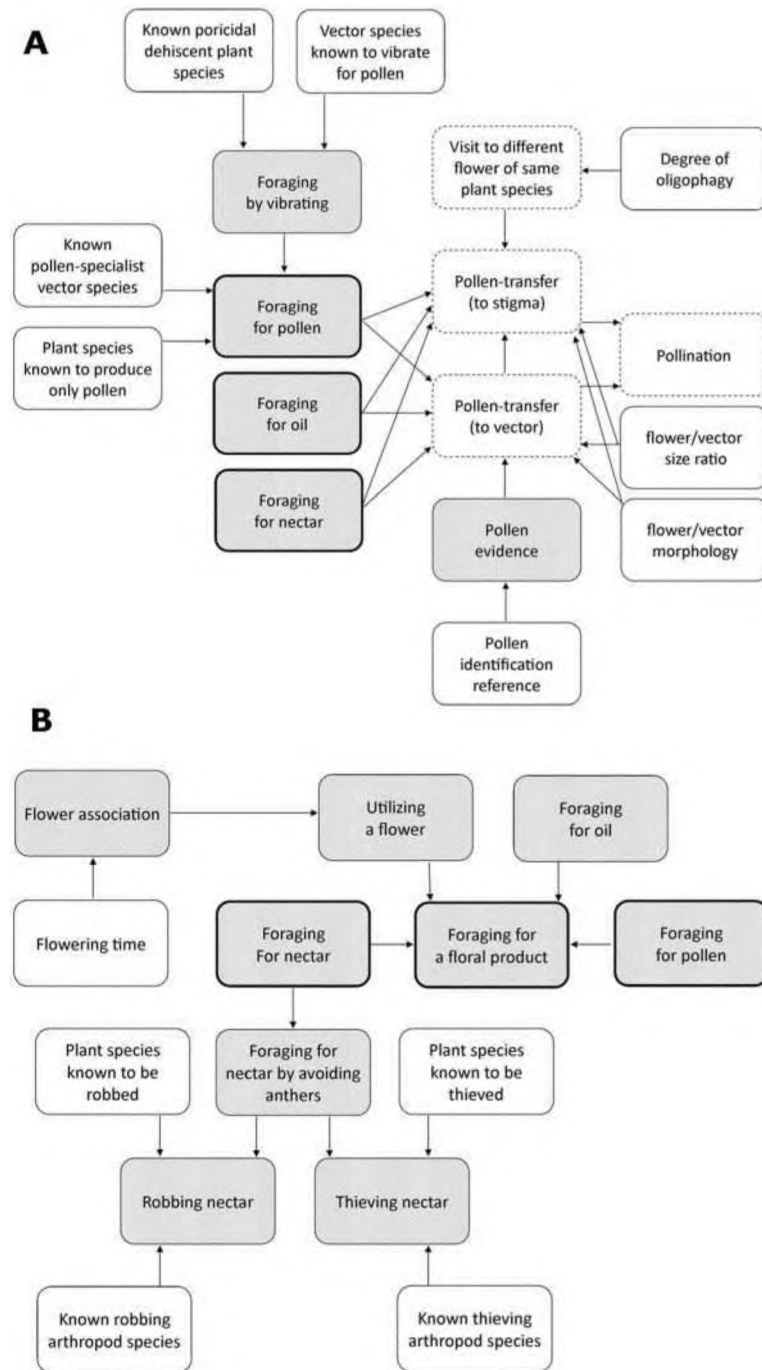 A
Known poricidal
dehiscent plant
species
Vector species
known to vibrate
for pollen
Foraging
by vibrating
Visit to different
flower of same
plant species
Degree of
oligophagy
Known
pollen-specialist
vector species
Foraging
for pollen
Pollen-transfer
(to stigma)
Plant species
known to produce
only pollen
Pollination
Foraging
for oil
Pollen-transfer
(to vector)
flower/vector
size ratio
Foraging
for nectar
Pollen
evidence
flower/vector
morphology
Pollen
identification
reference
B
Flower association
Utilizing
a flower
Foraging
for oil
Flowering time
Foraging
For nectar
Foraging for
a floral product
Foraging
for pollen
Plant species
known to be
robbed
Foraging for
nectar by avoiding
anthers
Plant species
known to be
thieved
Robbing nectar
Thieving nectar
Known robbing
arthropod species
Known thieving
arthropod species